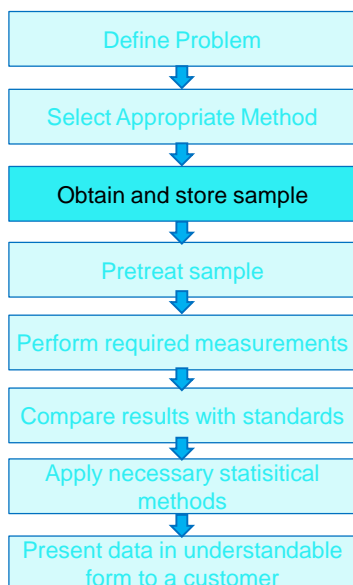 Define Problem
Select Appropriate Method
Obtain and store sample
Pretreat sample
Perform required measurements
Compare results with standards
Apply necessary statisitical
methods
Present data in understandable
form to a customer